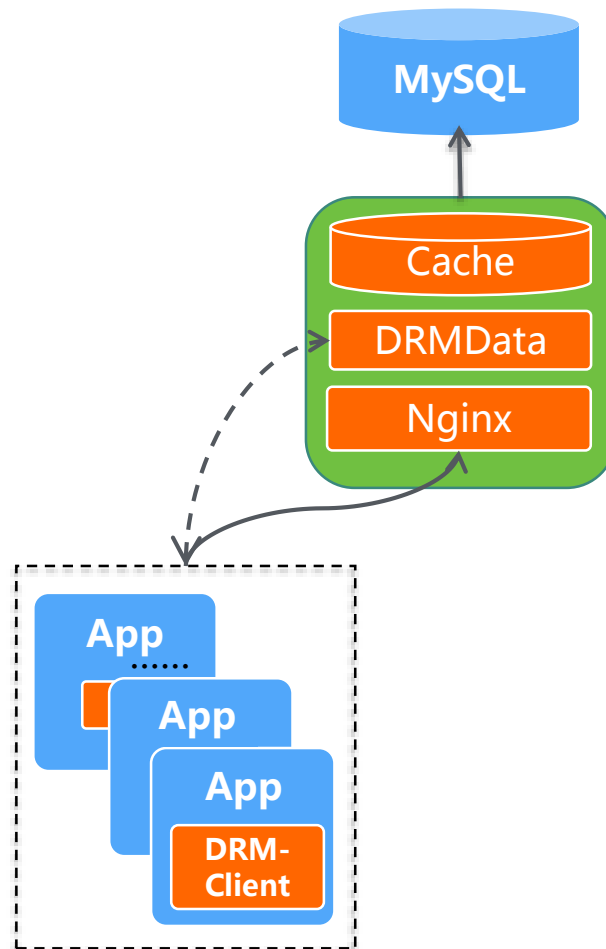 MySQL
Cache
DRMData
Nginx
App
......
App
App
DRM-
Client